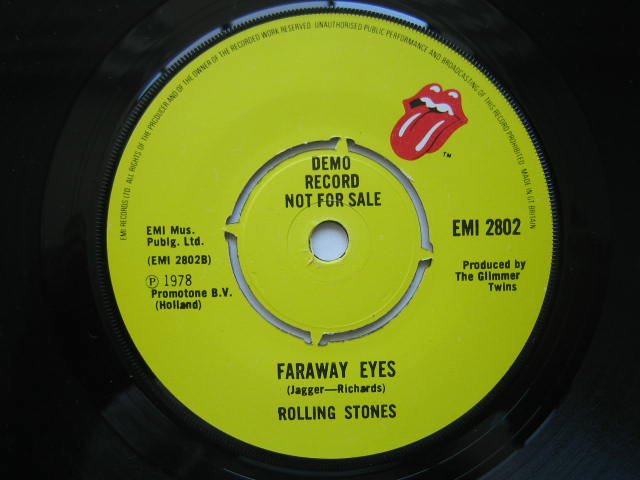 EMI RECORDS LTD. ALL RIGHTS OF THE PRODUCER AND OF THE OWNER OF THE RECORDED WORK RESERVED. UNAUTHORISED PUBLIC PERFORMANCE AND BROADCASTING OF THIS RECORD PROHIBITED. MADE IN GT BRITAIN
TM
DEMO
RECORD
NOT FOR SALE
EMI Mus.
Publg. Ltd.
(EMI 2802B)
Ⓟ 1978
Promotone B.V.
(Holland)
EMI 2802
Produced by
The Glimmer
Twins
FARAWAY EYES
(Jagger—Richards)
ROLLING STONES